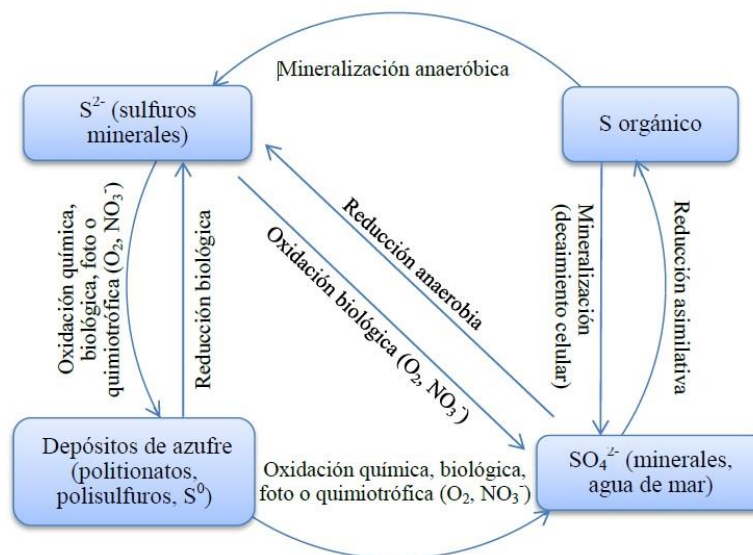 Mineralización anaeróbica
S²⁻ (sulfuros
minerales)
S orgánico
Oxidación química,
biológica, foto o
quimiotrófica (O₂, NO₃⁻)
Reducción biológica
Reducción anaerobia
Oxidación biológica (O₂, NO₃⁻)
Mineralización
(decaimiento celular)
Reducción asimilativa
Depósitos de azufre
(politionatos,
polisulfuros, S⁰)
Oxidación química, biológica,
foto o quimiotrófica (O₂, NO₃⁻)
SO₄²⁻ (minerales,
agua de mar)